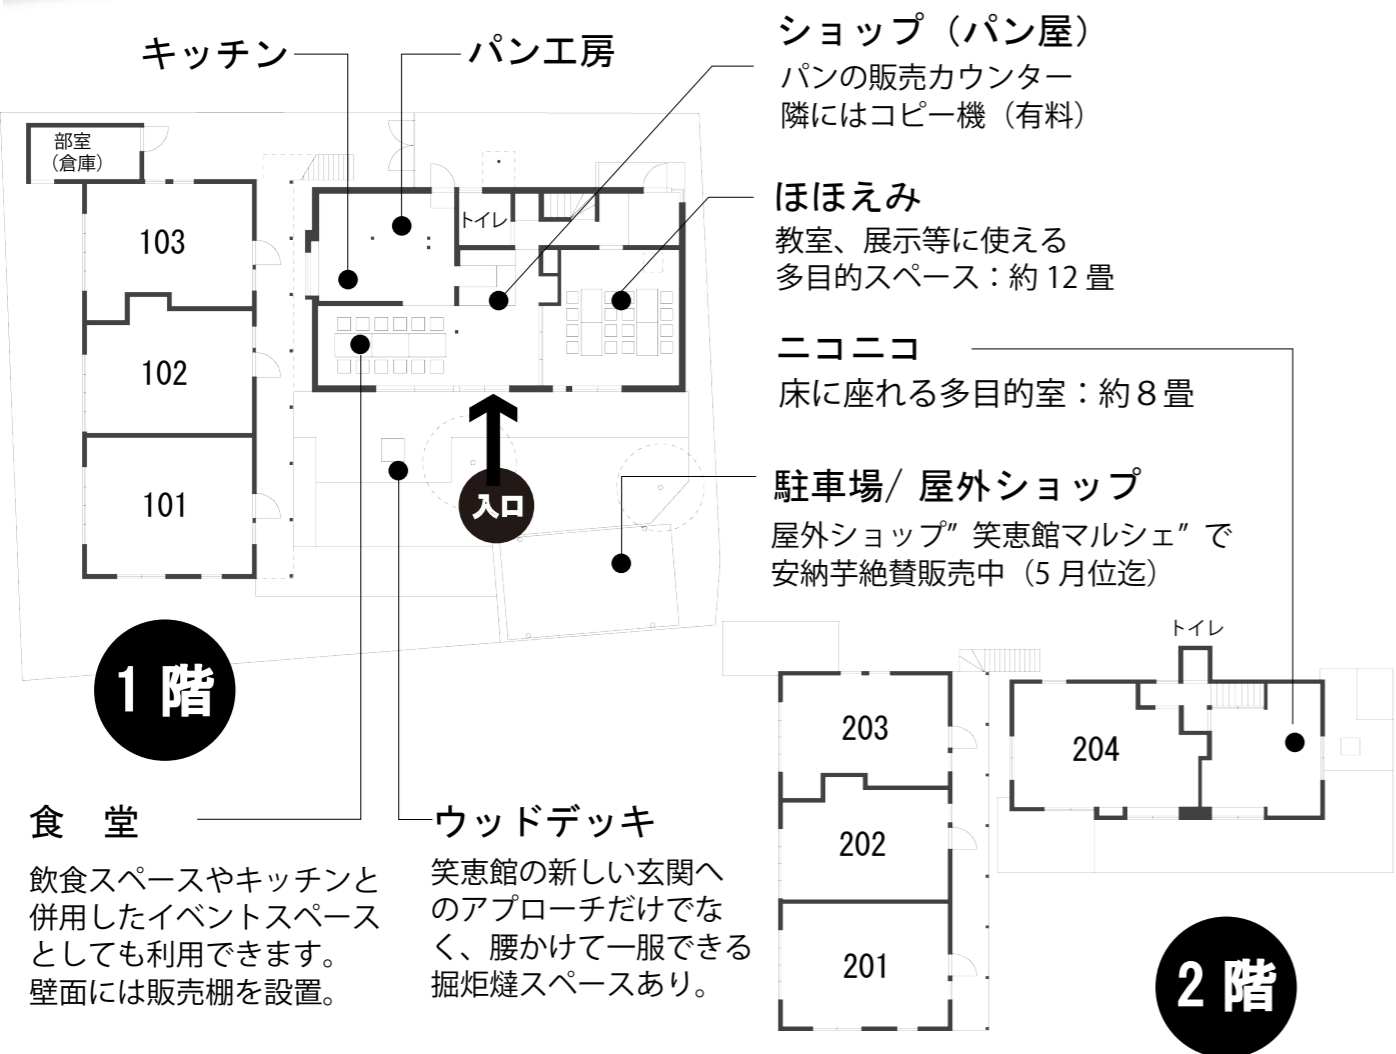 キッチン
パン工房
ショップ（パン屋）
パンの販売カウンター
隣にはコピー機（有料）
部室
（倉庫）
トイレ
103
102
101
入口
ほほえみ
教室、展示等に使える
多目的スペース：約 12 畳
ニコニコ
床に座れる多目的室：約８畳
駐車場/ 屋外ショップ
屋外ショップ” 笑恵館マルシェ” で
安納芋絶賛販売中（5 月位迄）
1 階
食　堂
飲食スペースやキッチンと
併用したイベントスペース
としても利用できます。
壁面には販売棚を設置。
ウッドデッキ
笑恵館の新しい玄関へ
のアプローチだけでな
く、腰かけて一服できる
掘炬燵スペースあり。
トイレ
203
204
202
201
2 階